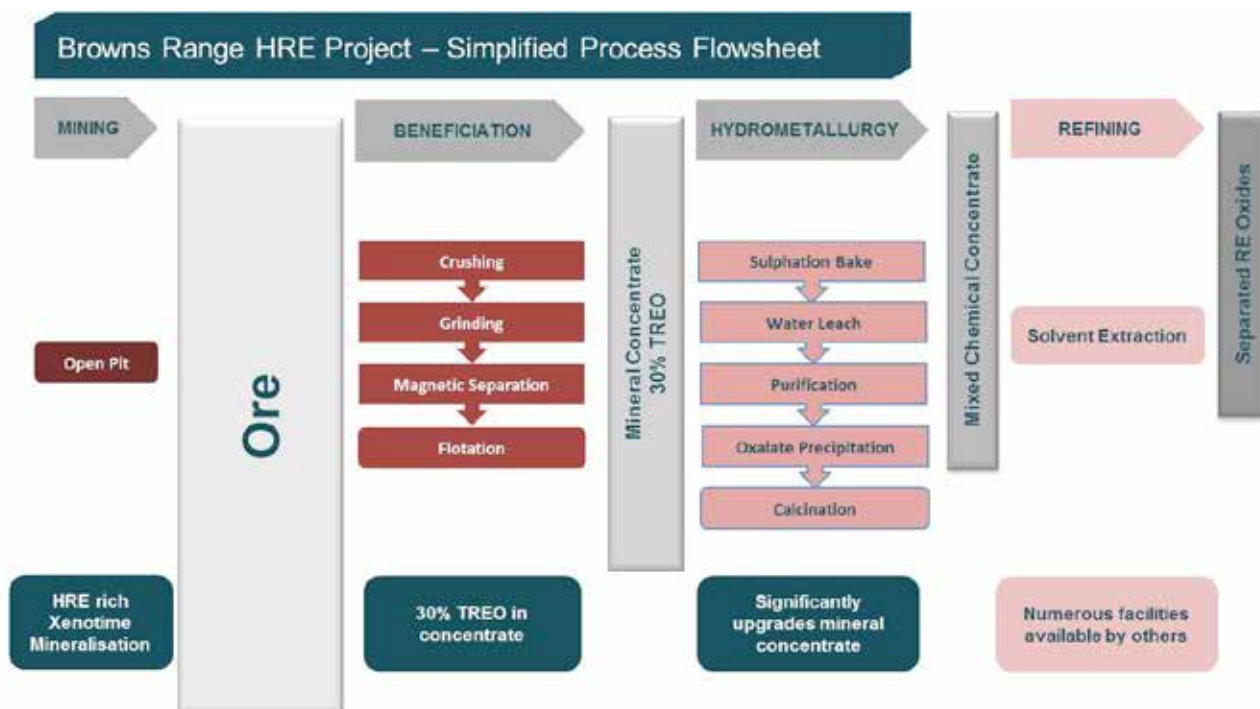 Browns Range HRE Project – Simplified Process Flowsheet
MINING
Open Pit
HRE rich
Xenotime
Mineralisation
Ore
BENEFICIATION
Crushing
Grinding
Magnetic Separation
Flotation
30% TREO in
concentrate
Mineral Concentrate
30% TREO
HYDROMETALLURGY
Sulphation Bake
Water Leach
Purification
Oxalate Precipitation
Calcination
Significantly
upgrades mineral
concentrate
Mixed Chemical Concentrate
REFINING
Solvent Extraction
Numerous facilities
available by others
Separated RE Oxides